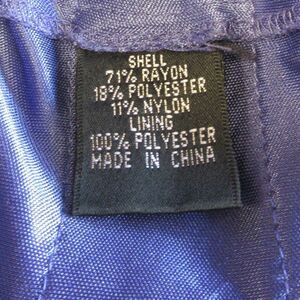 SHELL
71% RAYON
18% POLYESTER
11% NYLON
LINING
100% POLYESTER
MADE IN CHINA